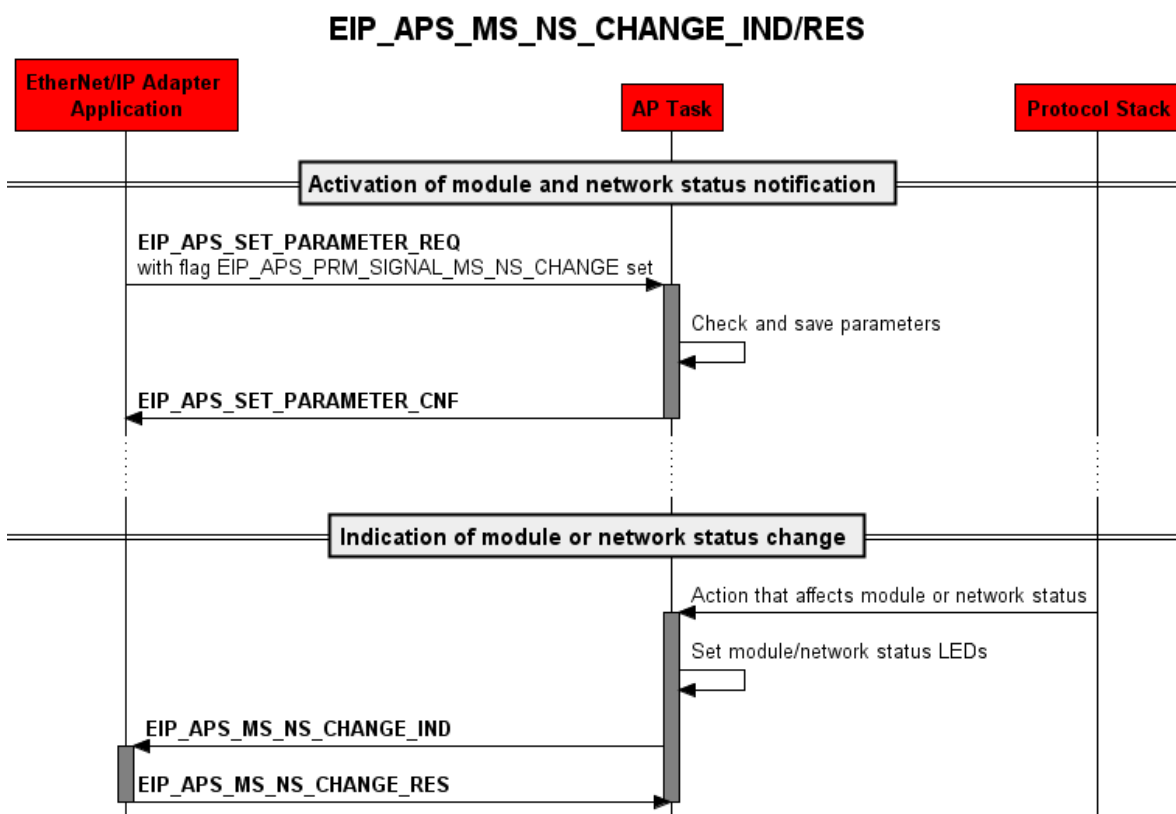 EIP_APS_MS_NS_CHANGE_IND/RES
EtherNet/IP Adapter
Application
AP Task
Protocol Stack
Activation of module and network status notification
EIP_APS_SET_PARAMETER_REQ
with flag EIP_APS_PRM_SIGNAL_MS_NS_CHANGE set
Check and save parameters
EIP_APS_SET_PARAMETER_CNF
Indication of module or network status change
Action that affects module or network status
Set module/network status LEDs
EIP_APS_MS_NS_CHANGE_IND
EIP_APS_MS_NS_CHANGE_RES